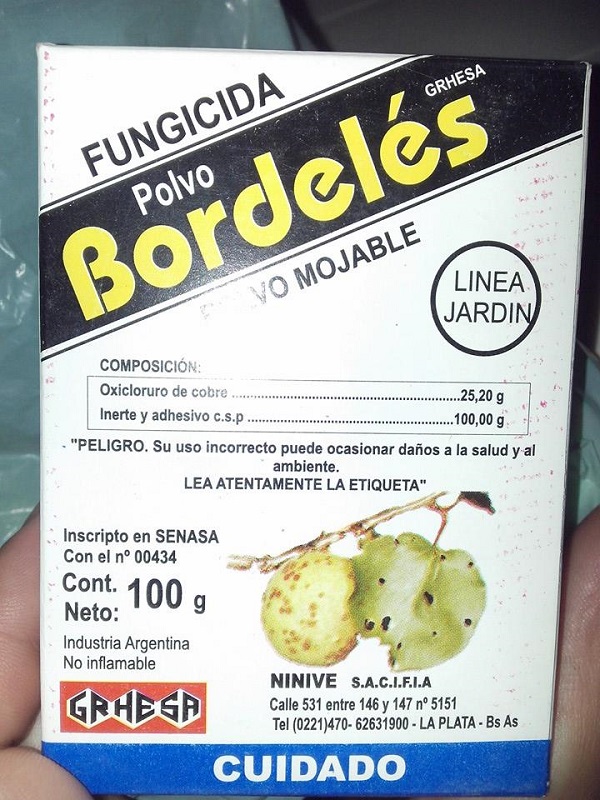 FUNGICIDA
GRHESA
Polvo
Bordelés
POLVO MOJABLE
LINEA
JARDIN
COMPOSICIÓN:
Oxicloruro de cobre ........................................................25,20 g
Inerte y adhesivo c.s.p ....................................................100,00 g
"PELIGRO. Su uso incorrecto puede ocasionar daños a la salud y al
ambiente.
LEA ATENTAMENTE LA ETIQUETA"
Inscripto en SENASA
Con el nº 00434
Cont. Neto: 100 g
Industria Argentina
No inflamable
GRHESA
NINIVE S.A.C.I.F.I.A
Calle 531 entre 146 y 147 nº 5151
Tel (0221)470- 62631900 - LA PLATA - Bs As
CUIDADO